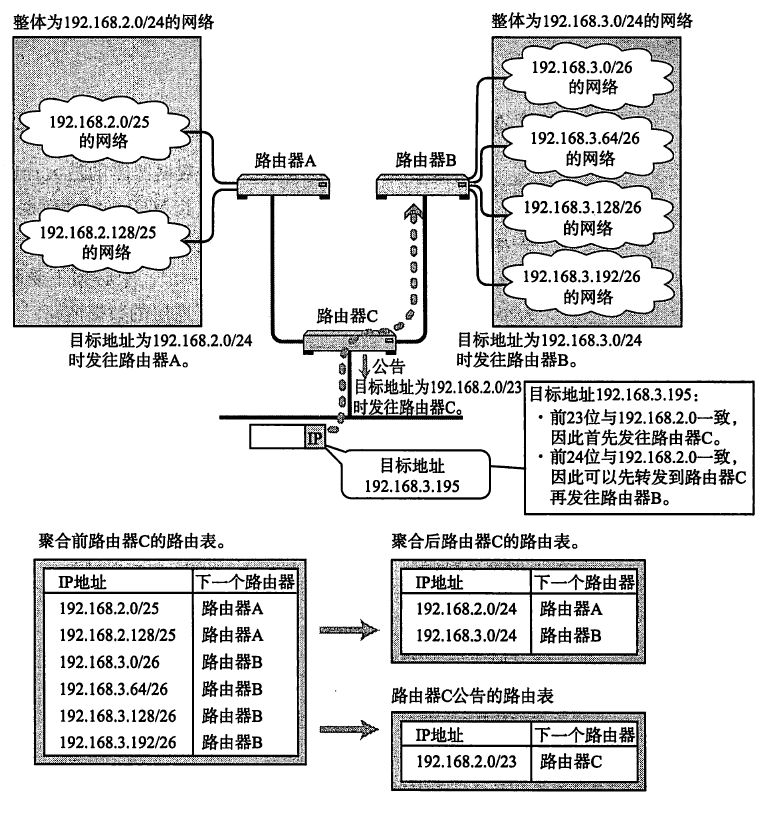 整体为192.168.2.0/24的网络
整体为192.168.3.0/24的网络
192.168.2.0/25
的网络
192.168.2.128/25
的网络
路由器A
路由器B
192.168.3.0/26
的网络
192.168.3.64/26
的网络
192.168.3.128/26
的网络
192.168.3.192/26
的网络
路由器C
目标地址为192.168.2.0/24
时发往路由器A。
目标地址为192.168.3.0/24
时发往路由器B。
公告
目标地址为192.168.2.0/23
时发往路由器C。
IP
目标地址
192.168.3.195
目标地址192.168.3.195：
・前23位与192.168.2.0一致，
因此首先发往路由器C。
・前24位与192.168.2.0一致，
因此可以先转发到路由器C
再发往路由器B。
聚合前路由器C的路由表。
IP地址 下一个路由器
192.168.2.0/25 路由器A
192.168.2.128/25 路由器A
192.168.3.0/26 路由器B
192.168.3.64/26 路由器B
192.168.3.128/26 路由器B
192.168.3.192/26 路由器B
聚合后路由器C的路由表。
IP地址 下一个路由器
192.168.2.0/24 路由器A
192.168.3.0/24 路由器B
路由器C公告的路由表
IP地址 下一个路由器
192.168.2.0/23 路由器C